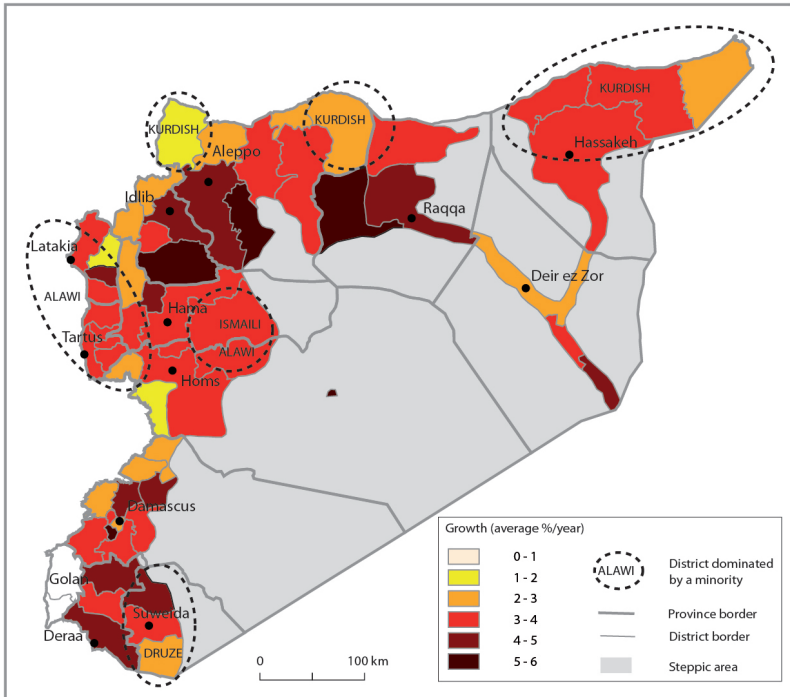 KURDISH
KURDISH
KURDISH
Hassakeh
Aleppo
Idlib
Raqqa
Latakia
Deir ez Zor
ALAWI
Hama
ISMAILI
Tartus
ALAWI
Homs
Damascus
Golan
Suweida
Deraa
DRUZE
0 100 km
Growth (average %/year)
0 - 1
1 - 2
2 - 3
3 - 4
4 - 5
5 - 6
ALAWI
District dominated
by a minority
Province border
District border
Steppic area